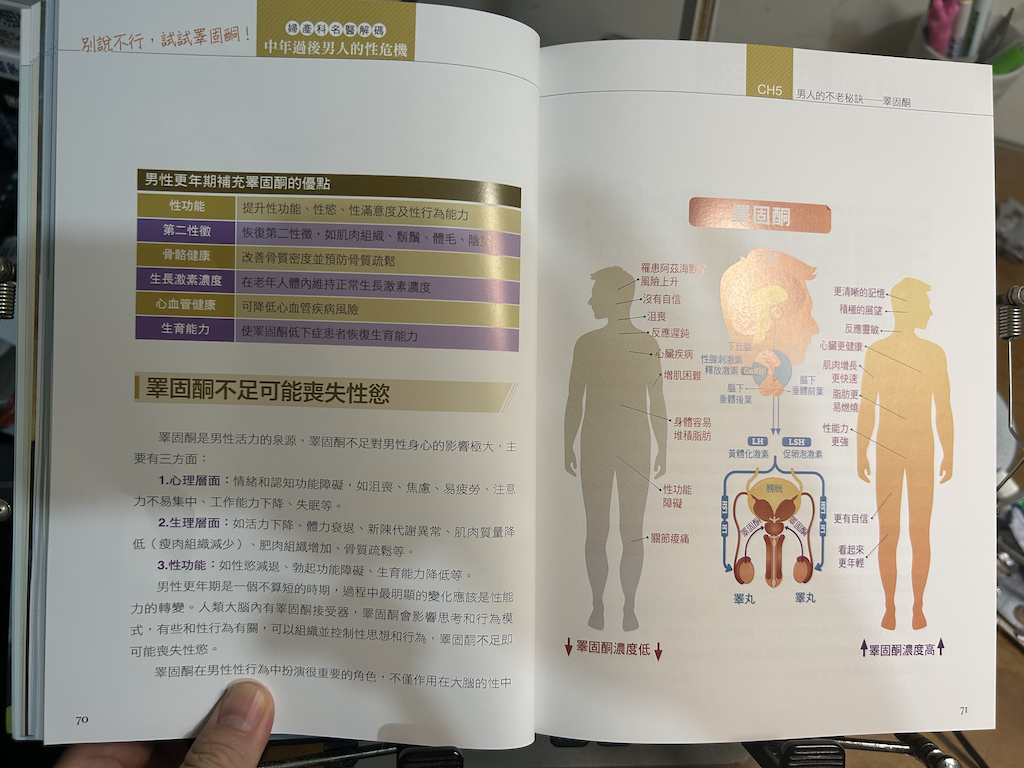 別說不行，試試睪固酮！
婦產科名醫解碼
中年過後男人的性危機
男性更年期補充睪固酮的優點
性功能 提升性功能、性慾、性滿意度及性行為能力
第二性徵 恢復第二性徵，如肌肉組織、鬍鬚、體毛、陰
骨骼健康 改善骨質密度並預防骨質疏鬆
生長激素濃度 在老年人體內維持正常生長激素濃度
心血管健康 可降低心血管疾病風險
生育能力 使睪固酮低下症患者恢復生育能力
睪固酮不足可能喪失性慾
睪固酮是男性活力的泉源，睪固酮不足對男性身心的影響極大，主
要有三方面：
1.心理層面：情緒和認知功能障礙，如沮喪、焦慮、易疲勞、注意
力不易集中、工作能力下降、失眠等。
2.生理層面：如活力下降、體力衰退、新陳代謝異常、肌肉質量降
低（瘦肉組織減少）、肥肉組織增加、骨質疏鬆等。
3.性功能：如性慾減退、勃起功能障礙、生育能力降低等。
男性更年期是一個不算短的時期，過程中最明顯的變化應該是性能
力的轉變。人類大腦內有睪固酮接受器，睪固酮會影響思考和行為模
式，有些和性行為有關，可以組織並控制性思想和行為，睪固酮不足即
可能喪失性慾。
睪固酮在男性性行為中扮演很重要的角色，不僅作用在大腦的性中
70
CH5
男人的不老秘訣——睪固酮
睪固酮
罹患阿茲海默
風險上升
沒有自信
沮喪
反應遲鈍
心臟疾病
增肌困難
身體容易
堆積脂肪
性功能
障礙
關節痠痛
睪固酮濃度低
下丘腦
性腺刺激素
釋放激素
GnRH
腦下
垂體後葉
腦下
垂體前葉
LH
黃體化激素
LSH
促卵泡激素
膀胱
LSH
LH
LSH
LH
睪固酮
睪固酮
睪丸
睪丸
更清晰的記憶
積極的展望
反應靈敏
心臟更健康
肌肉增長
更快速
脂肪更
易燃燒
性能力
更強
更有自信
看起來
更年輕
睪固酮濃度高
71